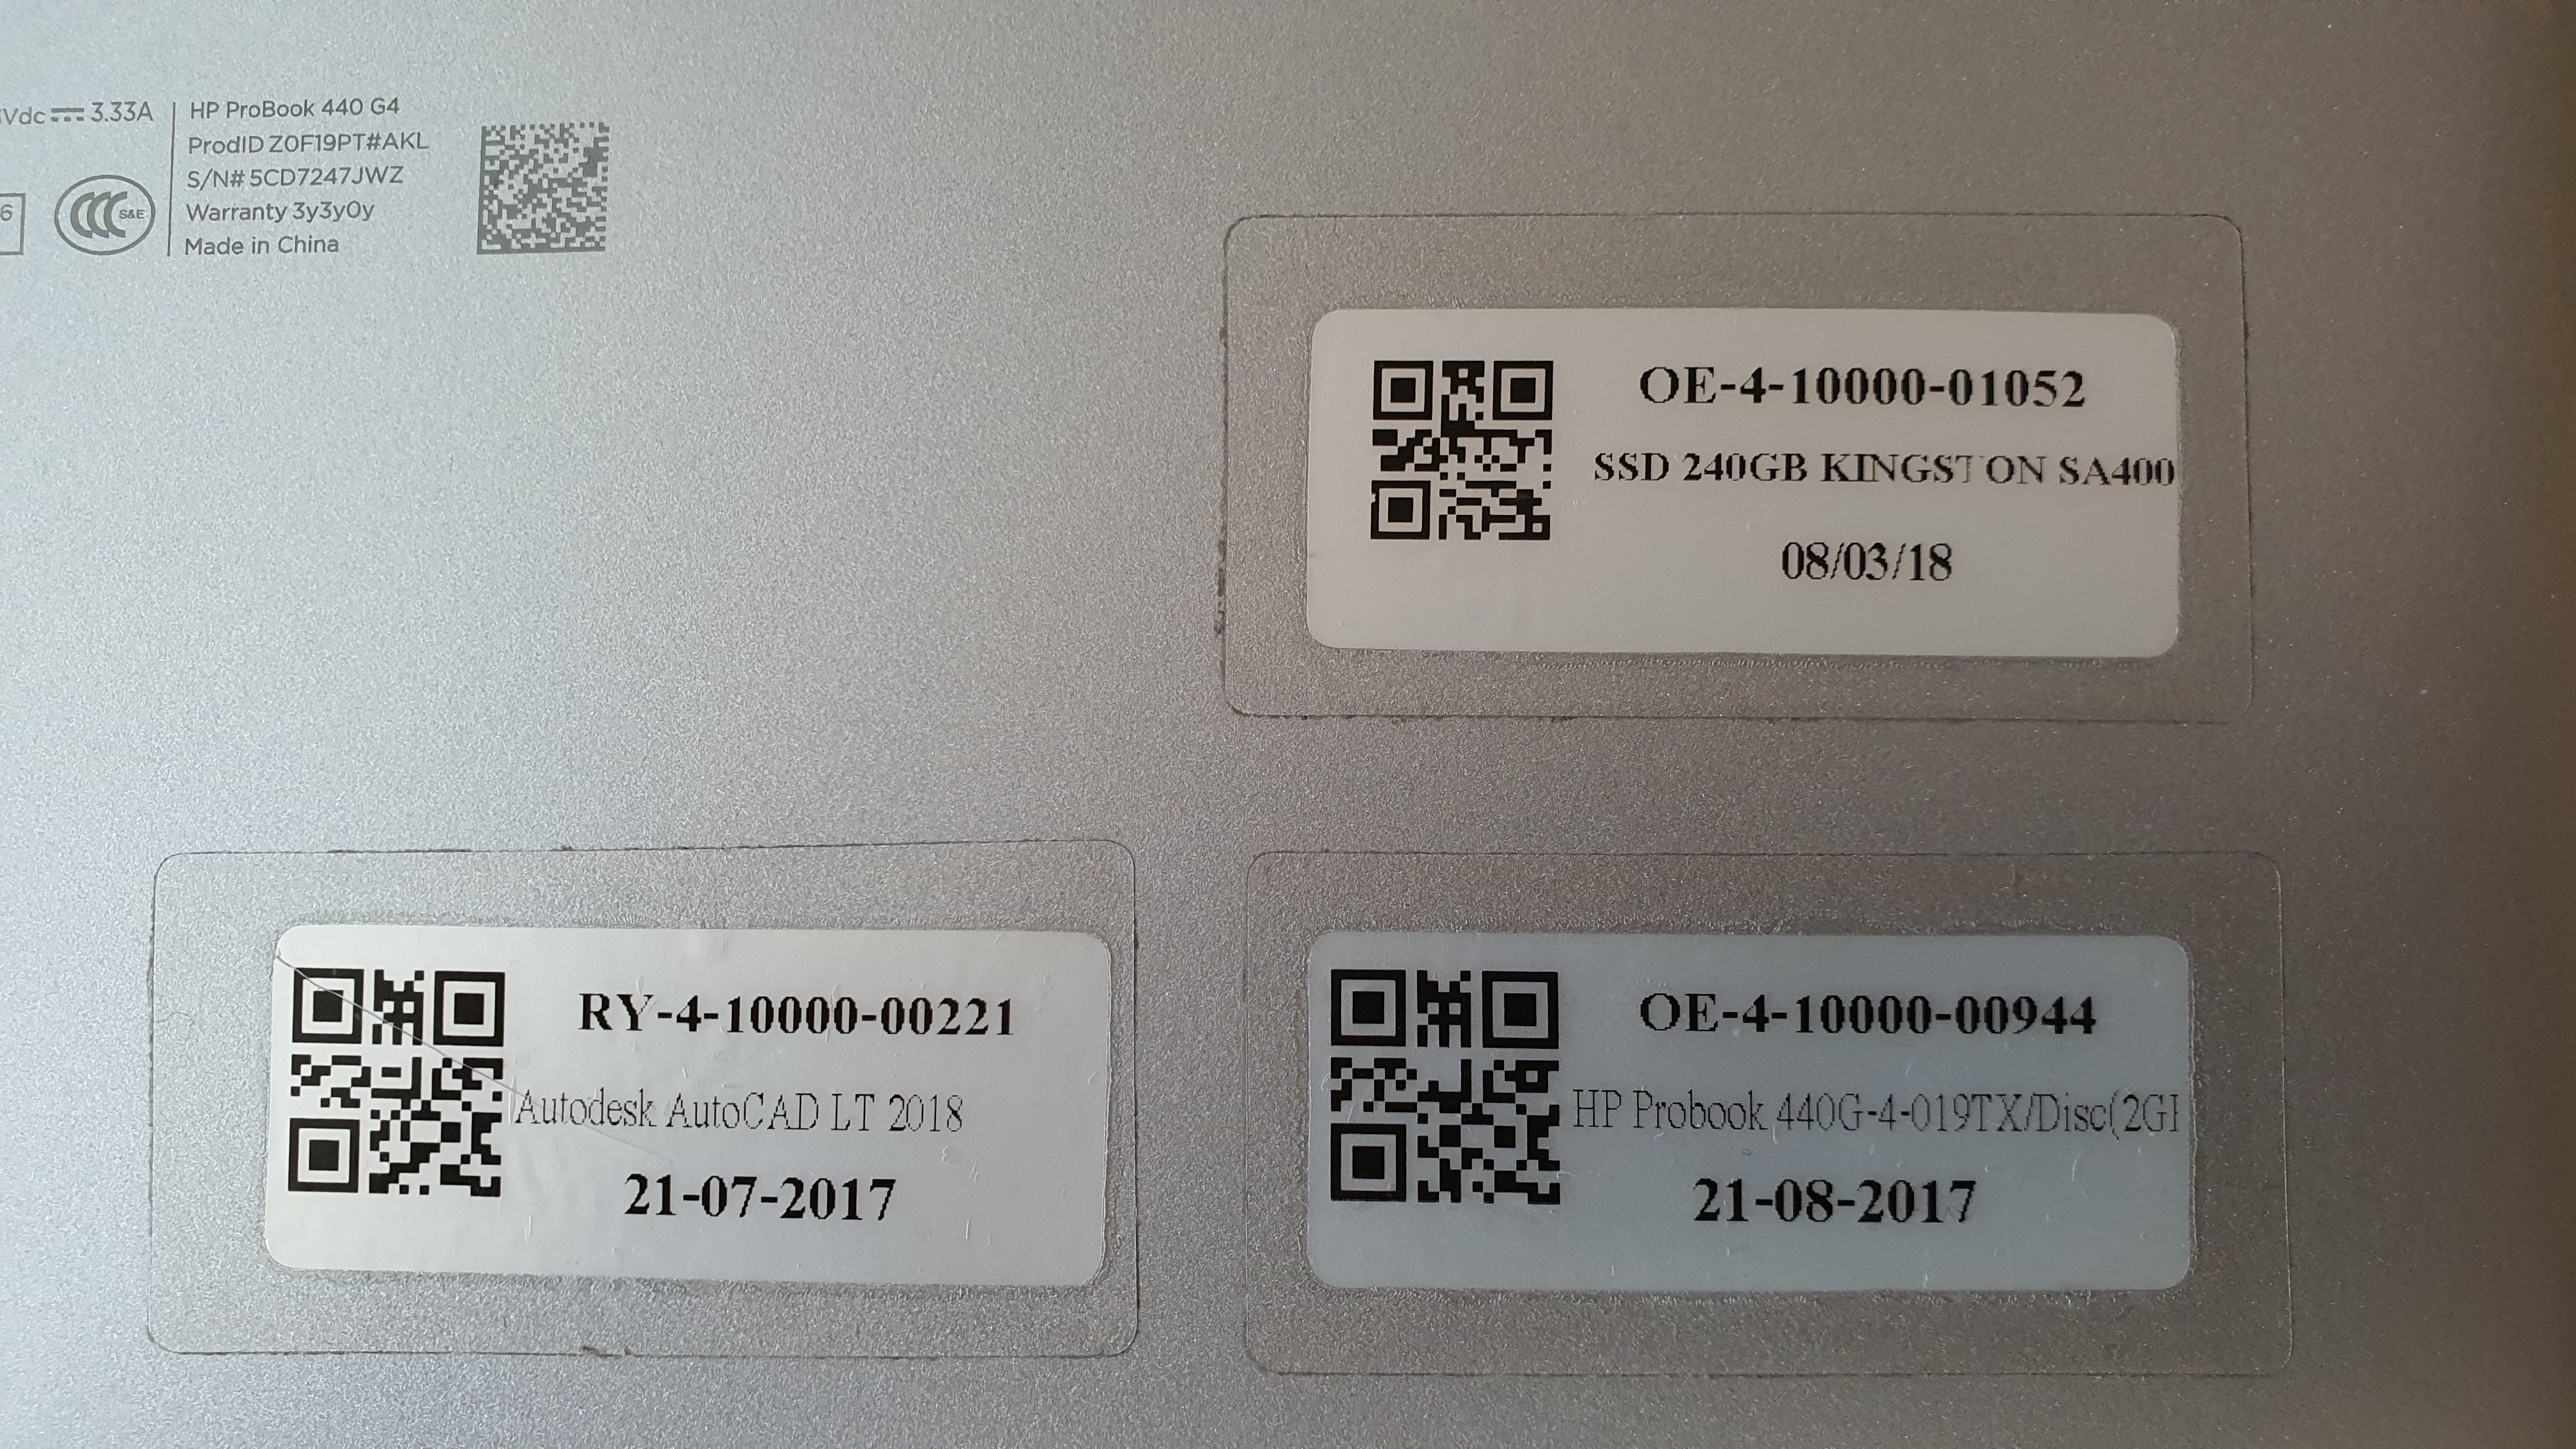 3.33A
S&E
HP ProBook 440 G4
ProdID Z0F19PT#AKL
S/N# 5CD7247JWZ
Warranty 3y3y0y
Made in China
RY-4-10000-00221
Autodesk AutoCAD LT 2018
21-07-2017
OE-4-10000-01052
SSD 240GB KINGSTON SA400
08/03/18
OE-4-10000-00944
HP Probook 440G-4-019TX/Disc(2G
21-08-2017